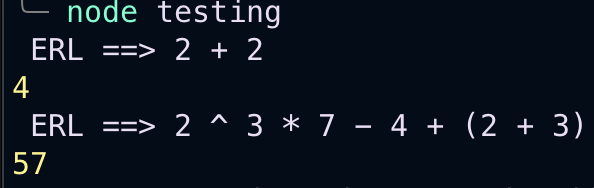 node testing
ERL ==> 2 + 2
4
ERL ==> 2 ^ 3 * 7 - 4 + (2 + 3)
57